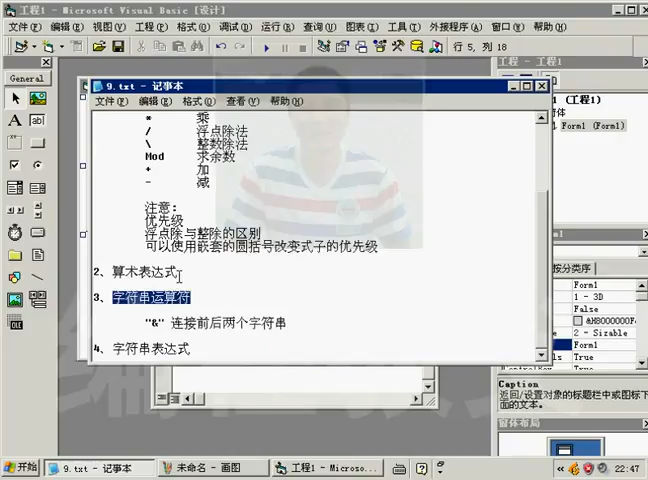 工程1 - Microsoft Visual Basic [设计]
文件(F) 编辑(E) 视图(V) 工程(P) 格式(O) 调试(D) 运行(R) 查询(U) 图表(I) 工具(T) 外接程序(A) 窗口(W) 帮助(H)
行 5, 列 18
工程 - 工程1
General
9.txt - 记事本
文件(F) 编辑(E) 格式(O) 查看(V) 帮助(H)
1 (工程1)
Form1 (Form1)
* 乘
/ 浮点除法
\ 整数除法
Mod 求余数
+ 加
- 减
注意:
优先级
浮点除与整除的区别
可以使用嵌套的圆括号改变式子的优先级
2、算术表达式
3、字符串运算符
"&" 连接前后两个字符串
4、字符串表达式
按分类序
Form1
1 - 3D
False
&H8000000F&
2 - Sizable
Form1
True
True
Caption
返回/设置对象的标题栏中或图标下
面的文本。
窗体布局
开始
9.txt - 记事本
未命名 - 画图
工程1 - Microso...
22:47